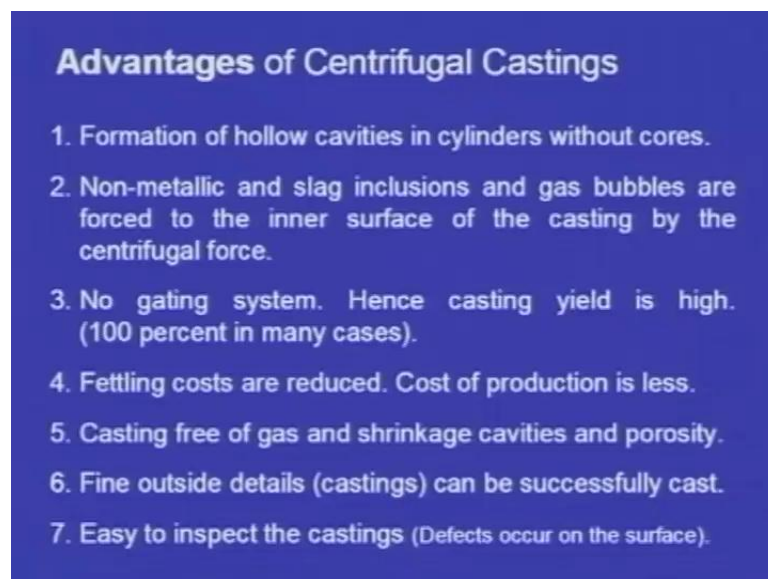 Advantages of Centrifugal Castings
1. Formation of hollow cavities in cylinders without cores.
2. Non-metallic and slag inclusions and gas bubbles are
forced to the inner surface of the casting by the
centrifugal force.
3. No gating system. Hence casting yield is high.
(100 percent in many cases).
4. Fettling costs are reduced. Cost of production is less.
5. Casting free of gas and shrinkage cavities and porosity.
6. Fine outside details (castings) can be successfully cast.
7. Easy to inspect the castings (Defects occur on the surface).